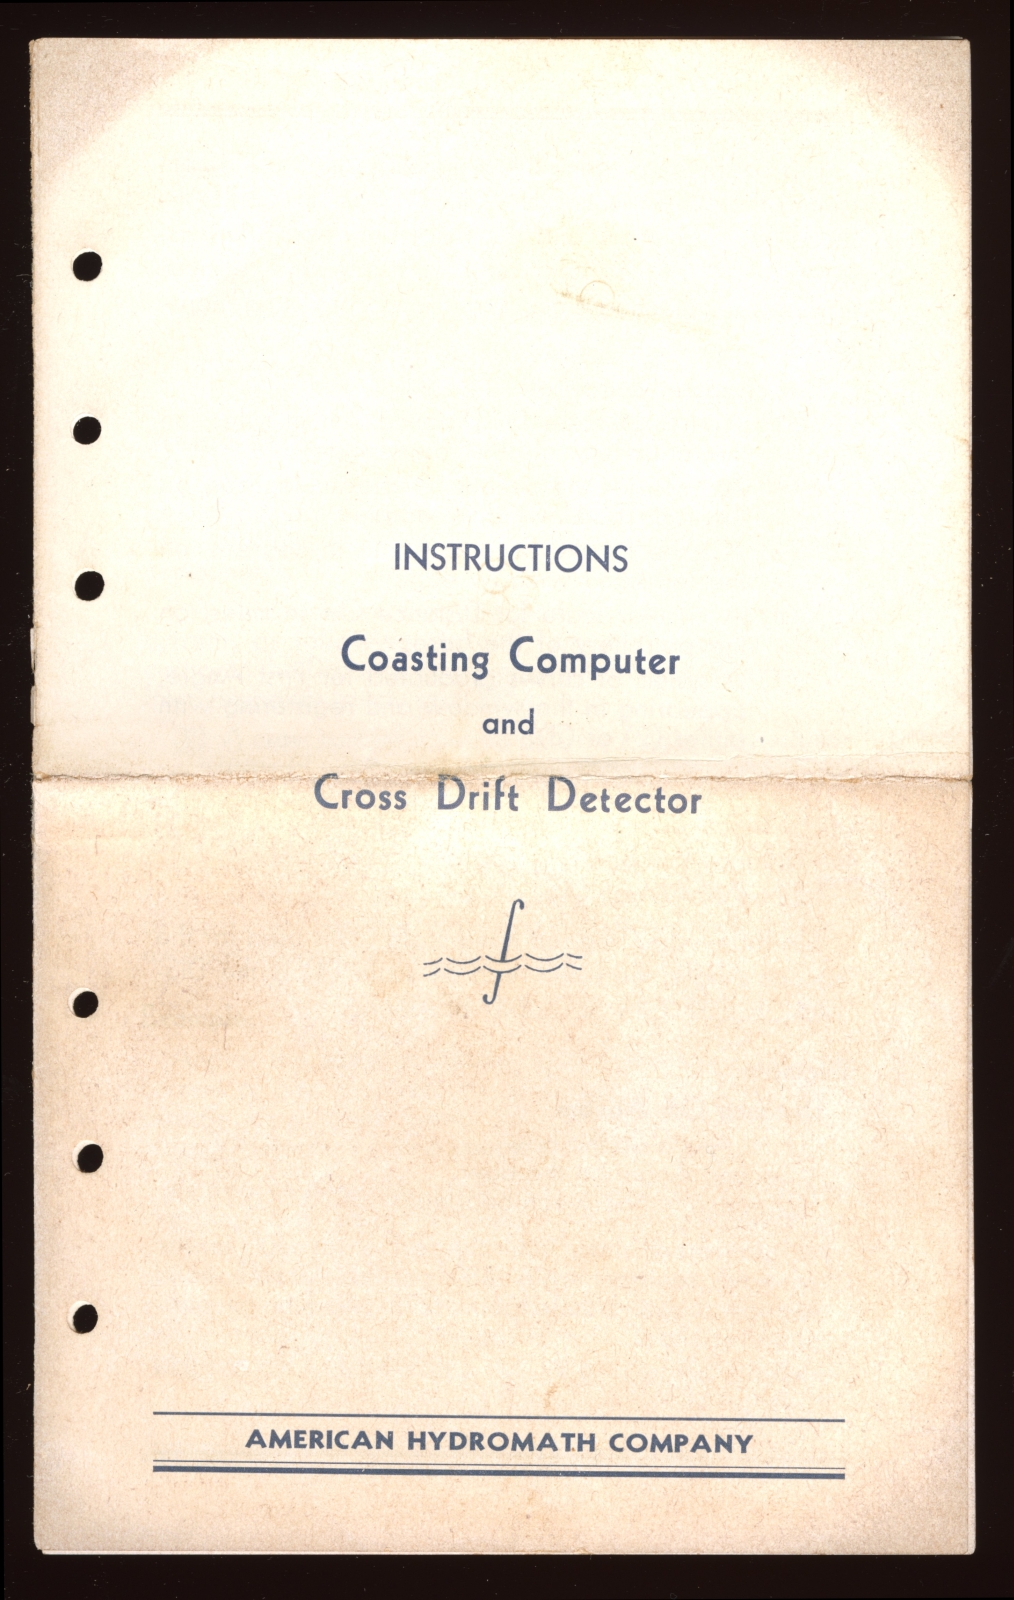 INSTRUCTIONS
Coasting Computer
and
Cross Drift Detector
AMERICAN HYDROMATH COMPANY